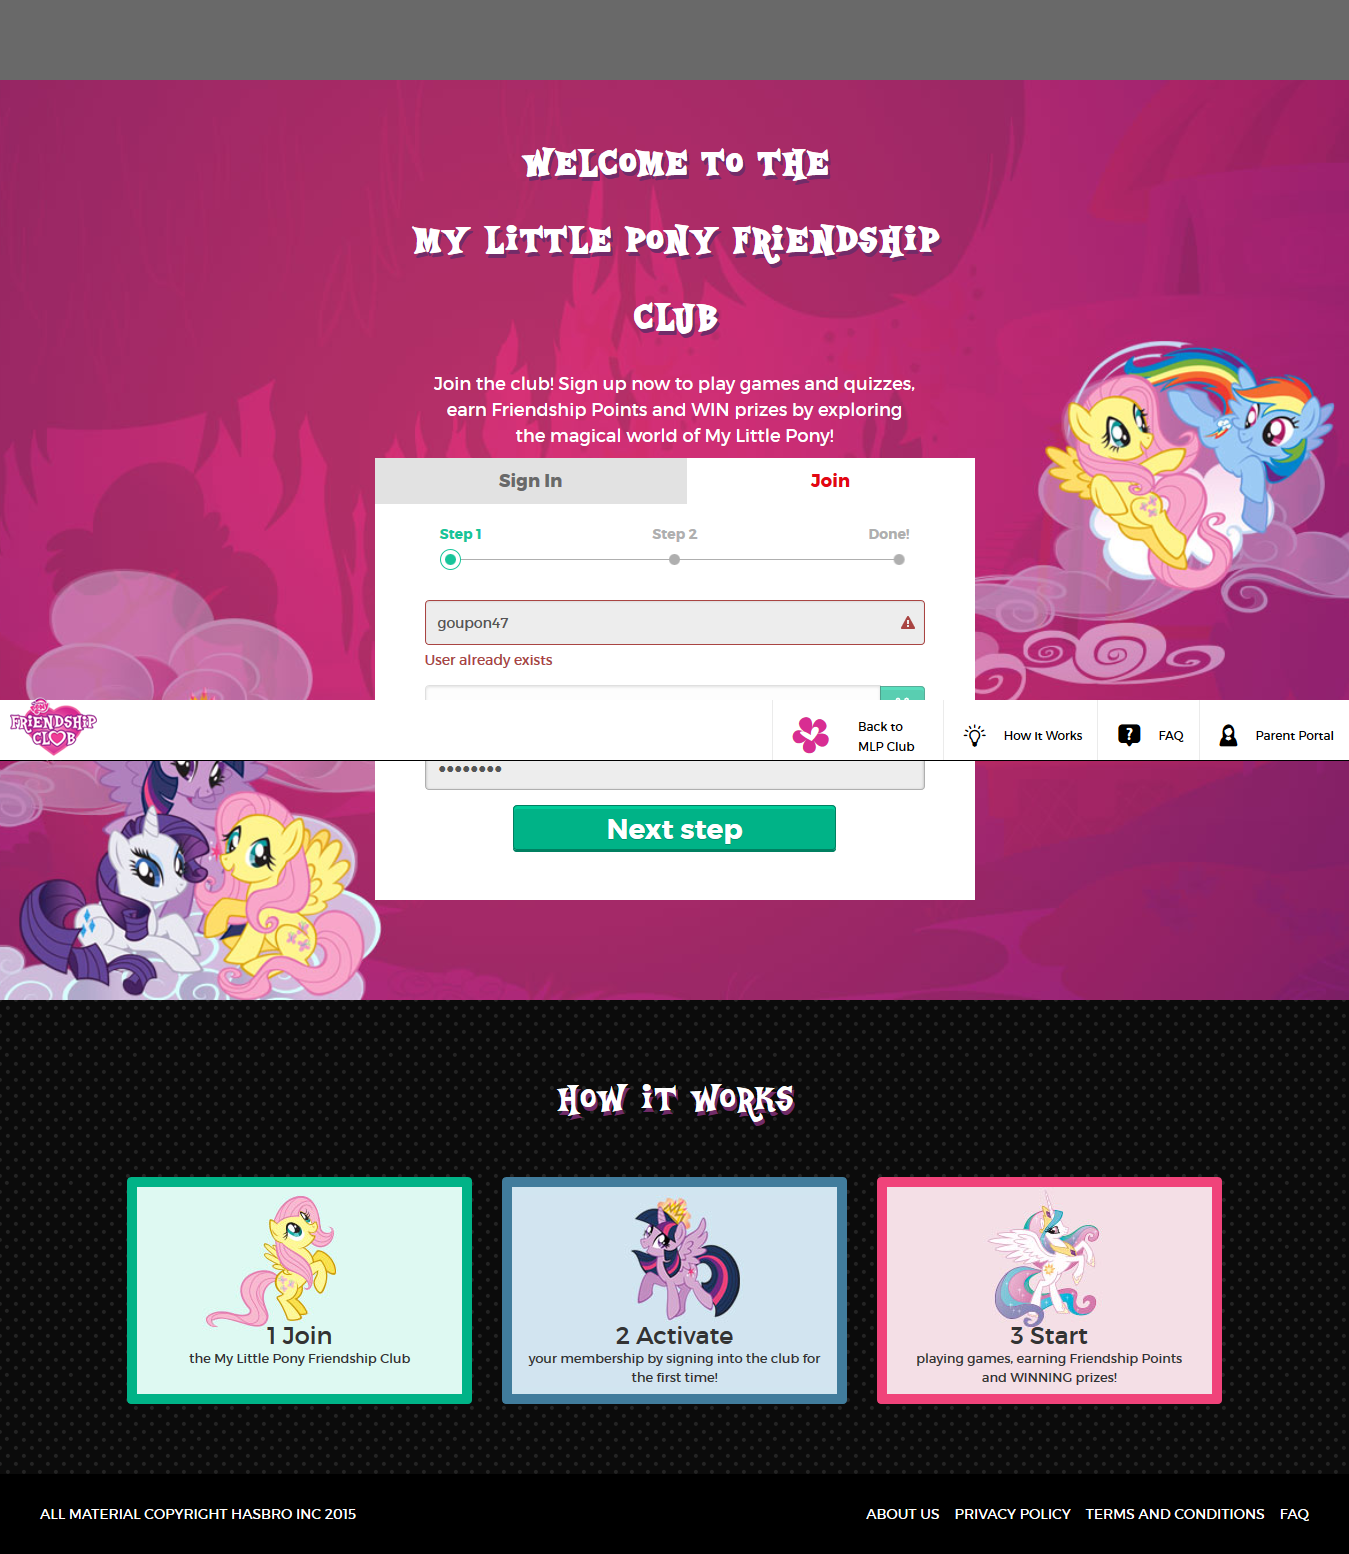 WELCOME TO THE
MY LITTLE PONY FRIENDSHIP
CLUB
Join the club! Sign up now to play games and quizzes,
earn Friendship Points and WIN prizes by exploring
the magical world of My Little Pony!
Sign In
Join
Step 1
Step 2
Done!
goupon47
User already exists
FRIENDSHIP
CLUB
Back to
MLP Club
How It Works
FAQ
Parent Portal
••••••••
Next step
HOW IT WORKS
1 Join
the My Little Pony Friendship Club
2 Activate
your membership by signing into the club for
the first time!
3 Start
playing games, earning Friendship Points
and WINNING prizes!
ALL MATERIAL COPYRIGHT HASBRO INC 2015
ABOUT US
PRIVACY POLICY
TERMS AND CONDITIONS
FAQ